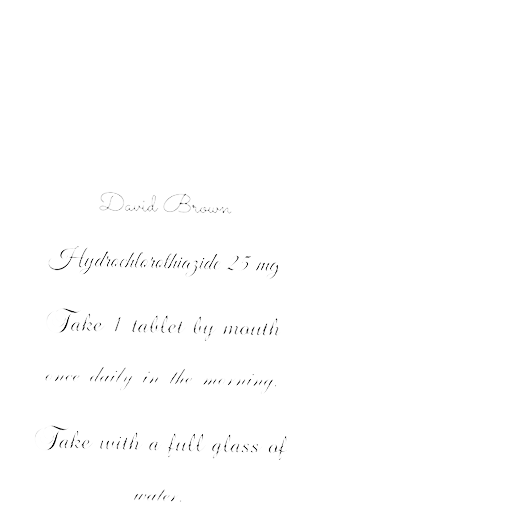 David Brown
Hydrochlorothiazide 25 mg
Take 1 tablet by mouth
once daily in the morning.
Take with a full glass of
water.